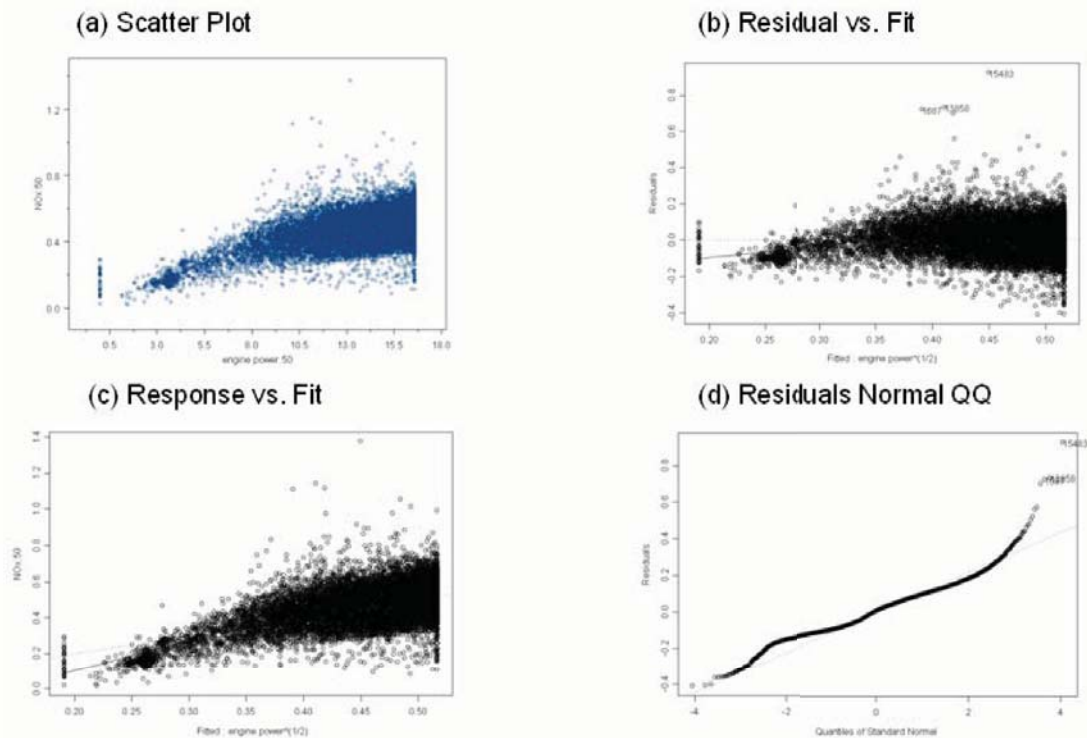 (a) Scatter Plot
NOx 50
1.2
0.8
0.4
0.0
0.5 3.0 5.5 8.0 10.5 13.0 15.5 18.0
engine power 50
(b) Residual vs. Fit
Residuals
0.8
0.6
0.4
0.2
0.0
-0.2
-0.4
15483
0.20 0.25 0.30 0.35 0.40 0.45 0.50
Fitted : engine power^(1/2)
(c) Response vs. Fit
NOx 50
1.4
1.2
1.0
0.8
0.6
0.4
0.2
0.0
0.20 0.25 0.30 0.35 0.40 0.45 0.50
Fitted : engine power^(1/2)
(d) Residuals Normal QQ
Residuals
0.8
0.6
0.4
0.2
0.0
-0.2
-0.4
15483
-4 -2 0 2 4
Quantiles of Standard Normal